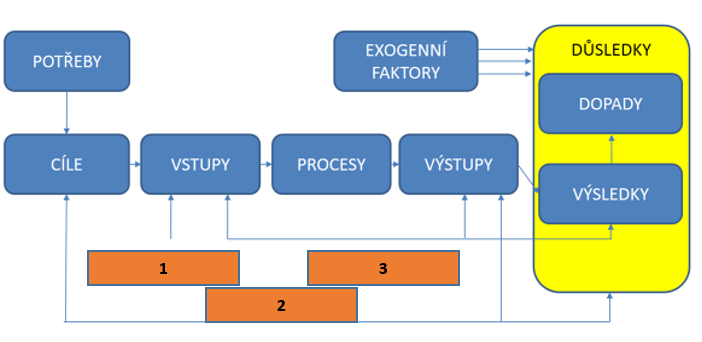 POTŘEBY
EXOGENNÍ
FAKTORY
DŮSLEDKY
DOPADY
CÍLE
VSTUPY
PROCESY
VÝSTUPY
VÝSLEDKY
1
3
2